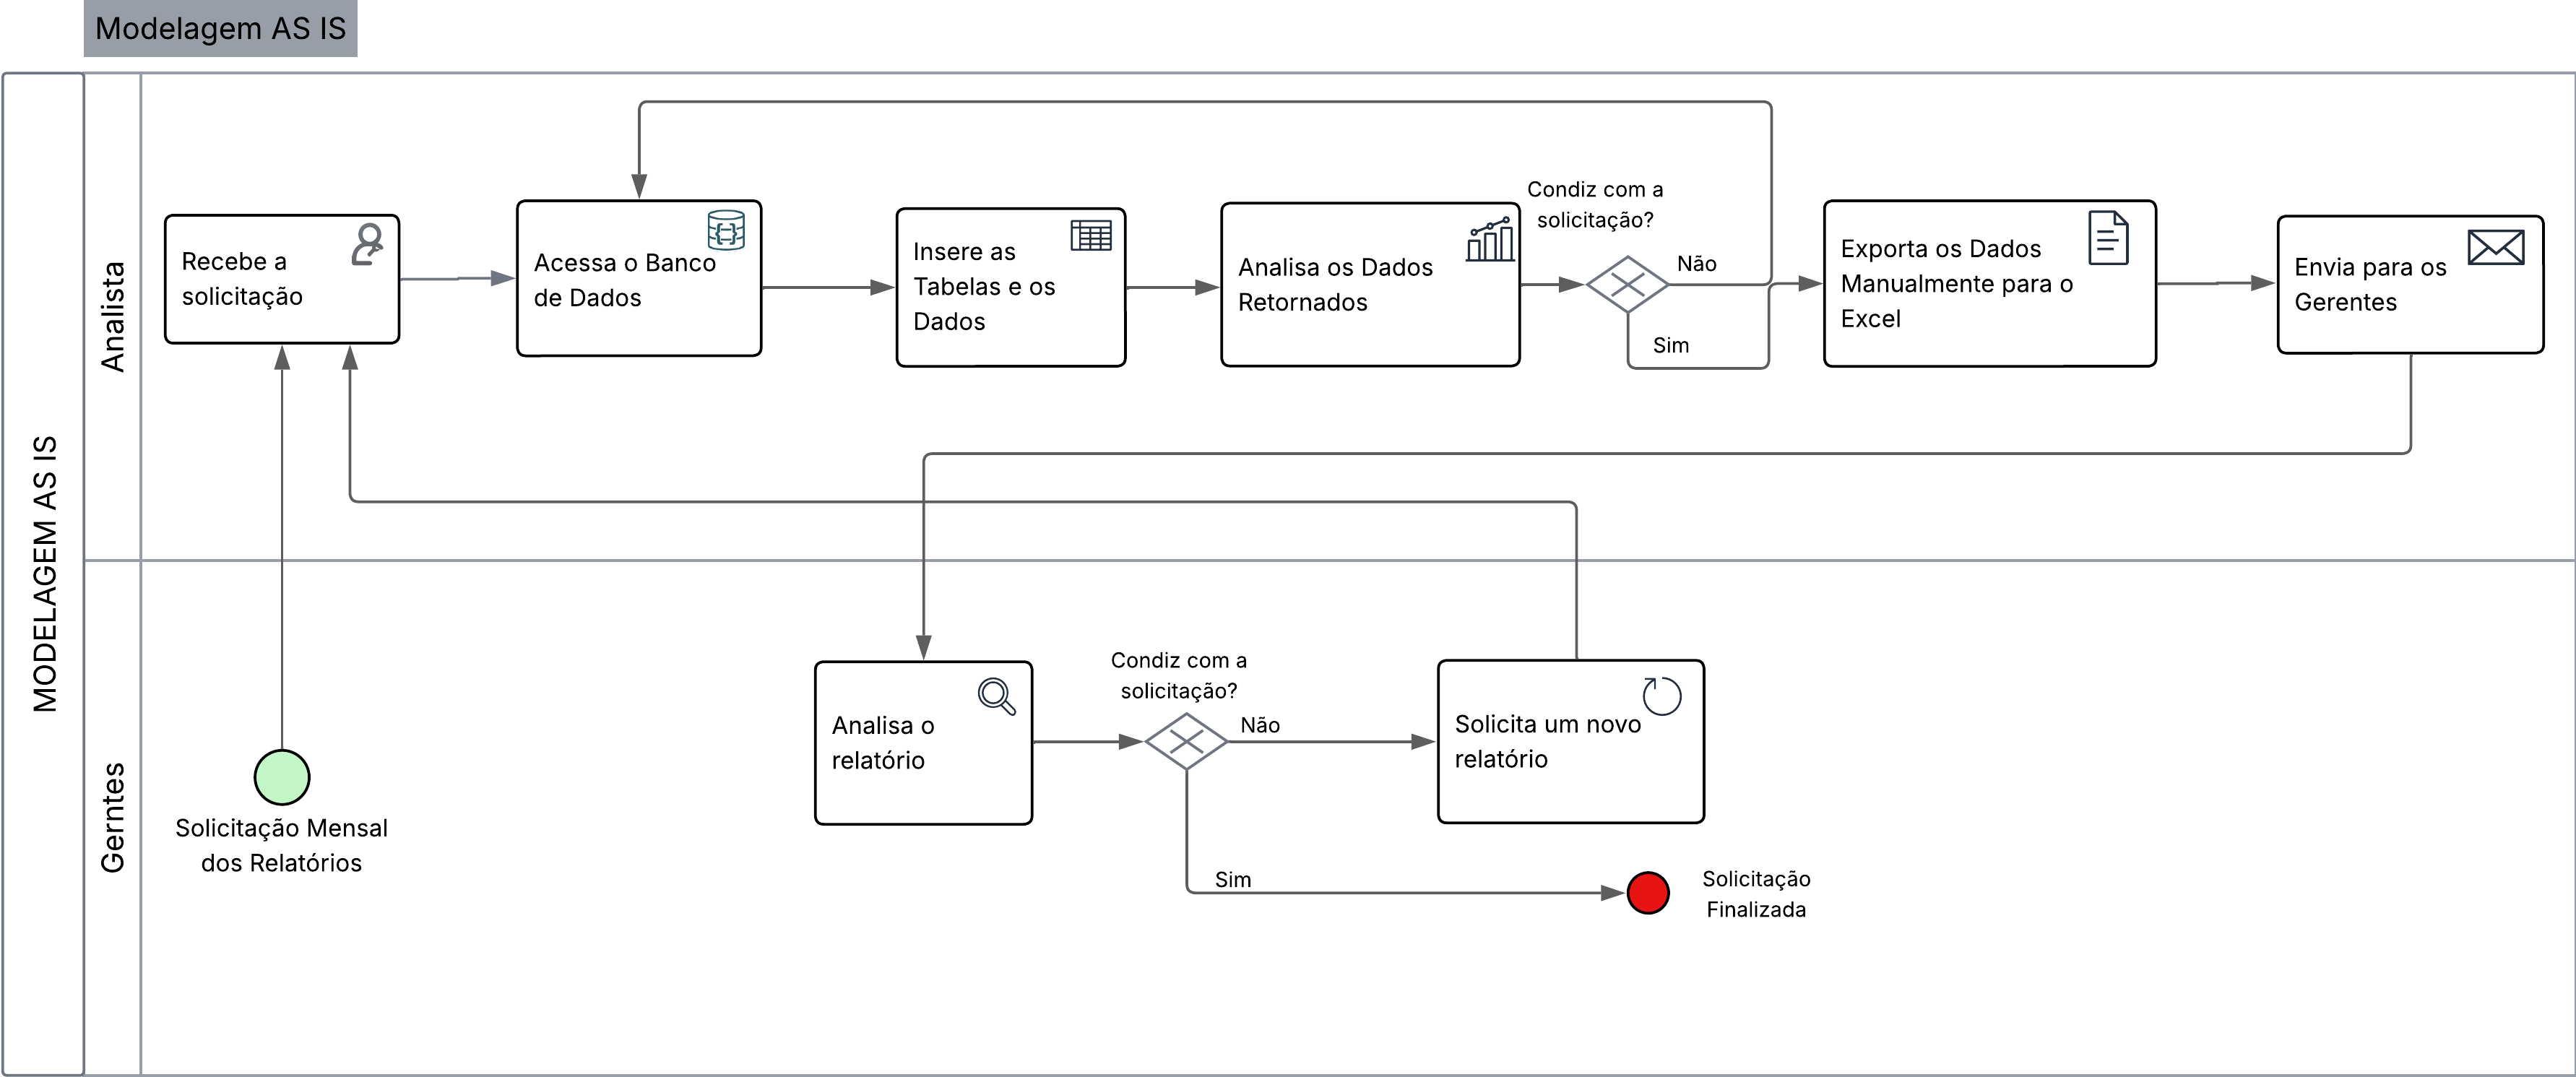 Modelagem AS IS
MODELAGEM AS IS
Analista
Recebe a
solicitação
Acessa o Banco
de Dados
Insere as
Tabelas e os
Dados
Analisa os Dados
Retornados
Condiz com a
solicitação?
Não
Sim
Exporta os Dados
Manualmente para o
Excel
Envia para os
Gerentes
Gerntes
Solicitação Mensal
dos Relatórios
Analisa o
relatório
Condiz com a
solicitação?
Não
Sim
Solicita um novo
relatório
Solicitação
Finalizada